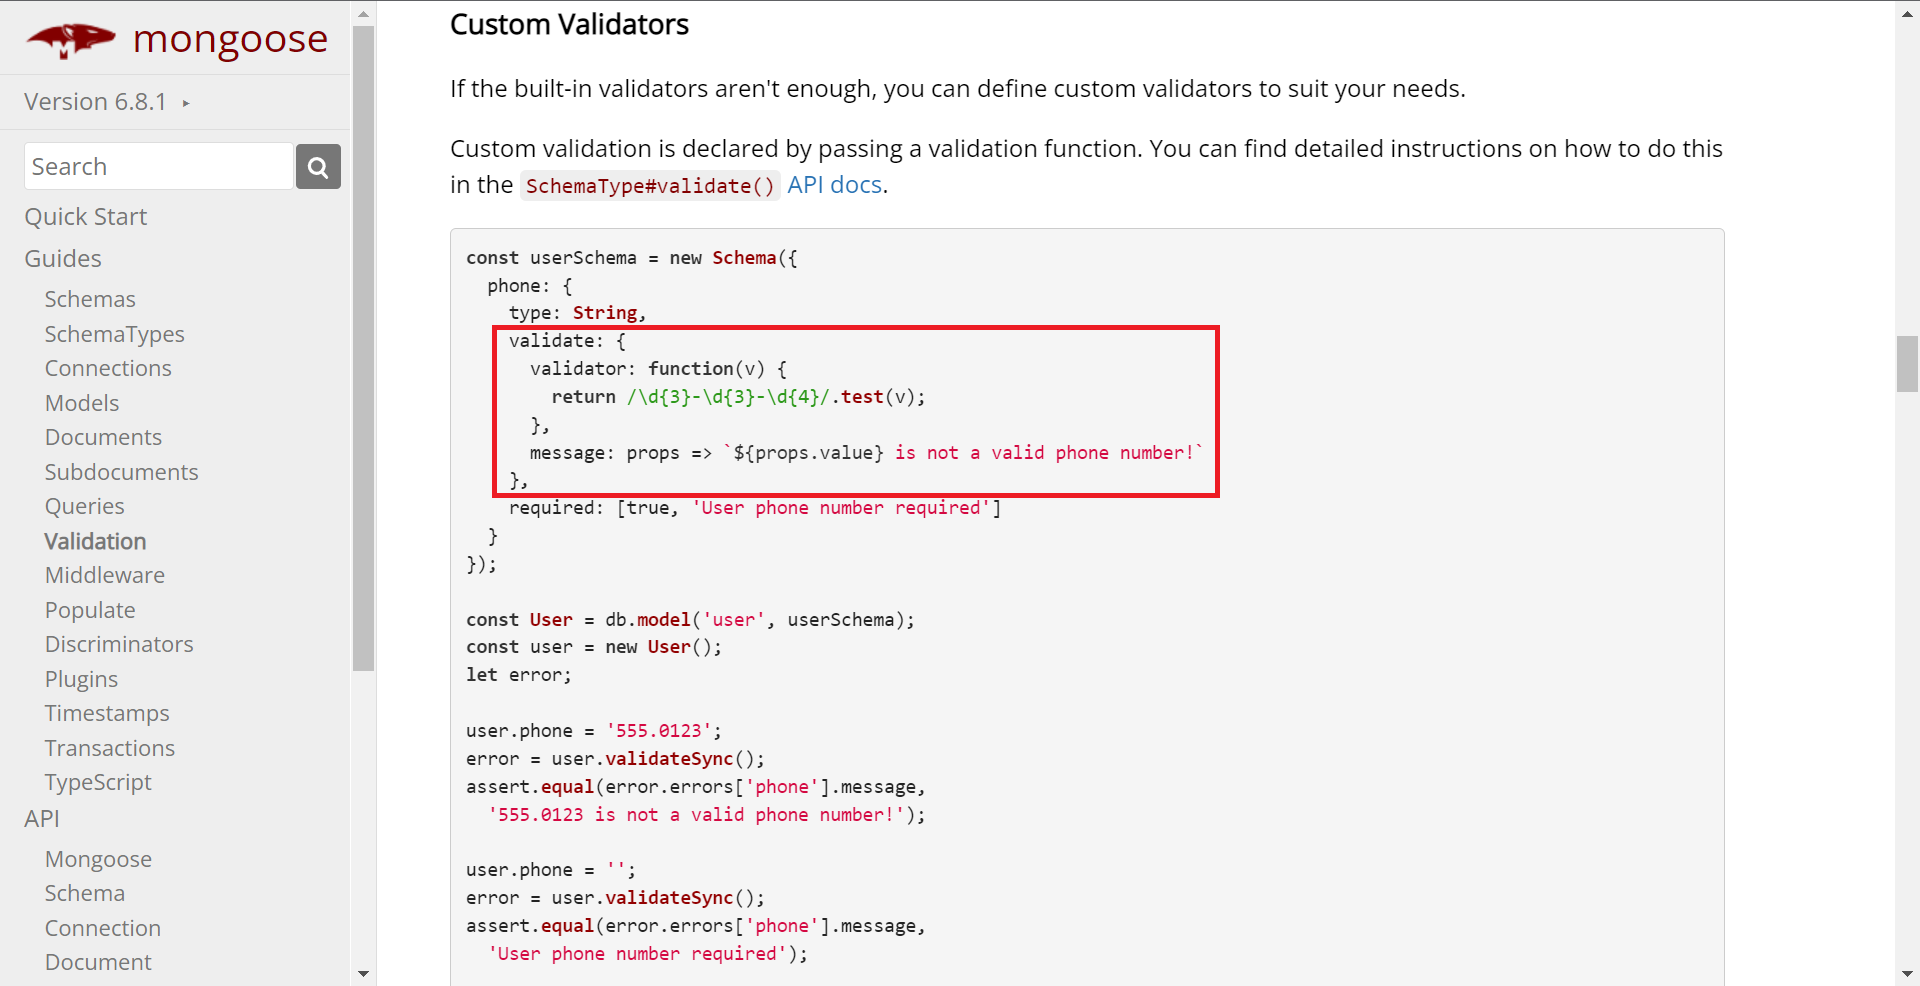 mongoose
Version 6.8.1 ▸
Search
Quick Start
Guides
Schemas
SchemaTypes
Connections
Models
Documents
Subdocuments
Queries
Validation
Middleware
Populate
Discriminators
Plugins
Timestamps
Transactions
TypeScript
API
Mongoose
Schema
Connection
Document
Custom Validators
If the built-in validators aren't enough, you can define custom validators to suit your needs.
Custom validation is declared by passing a validation function. You can find detailed instructions on how to do this
in the SchemaType#validate() API docs.
const userSchema = new Schema({
  phone: {
    type: String,
    validate: {
      validator: function(v) {
        return /\d{3}-\d{3}-\d{4}/.test(v);
      },
      message: props => `${props.value} is not a valid phone number!`
    },
    required: [true, 'User phone number required']
  }
});
const User = db.model('user', userSchema);
const user = new User();
let error;
user.phone = '555.0123';
error = user.validateSync();
assert.equal(error.errors['phone'].message,
  '555.0123 is not a valid phone number!');
user.phone = '';
error = user.validateSync();
assert.equal(error.errors['phone'].message,
  'User phone number required');